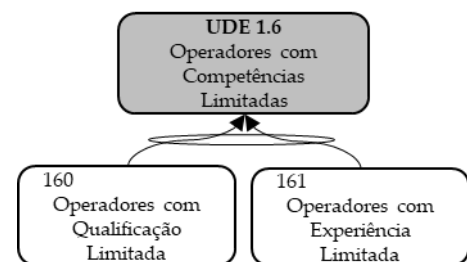 UDE 1.6
Operadores com
Competências
Limitadas
160
Operadores com
Qualificação
Limitada
161
Operadores com
Experiência
Limitada